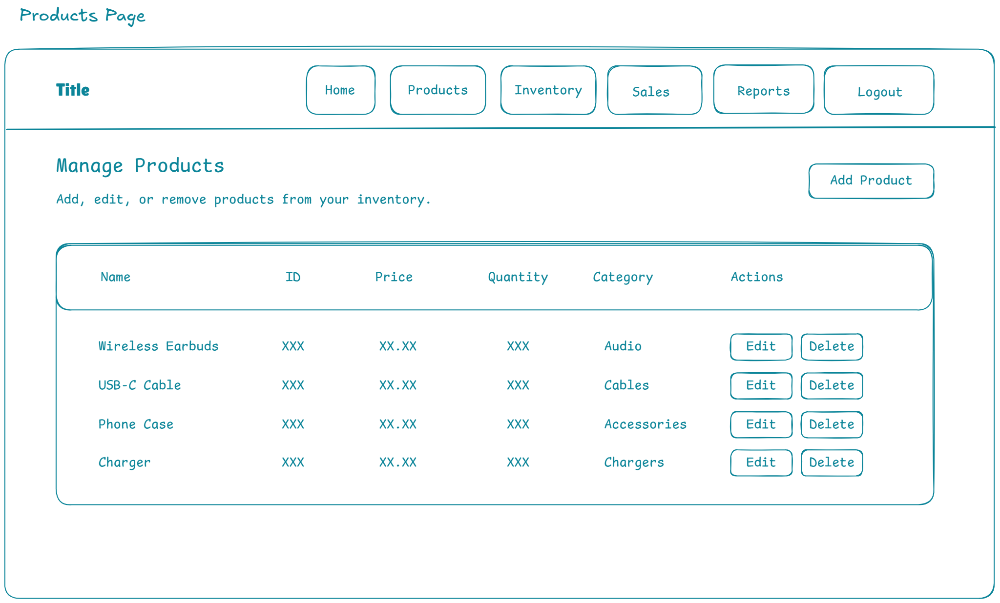 Products Page
Title Home Products Inventory Sales Reports Logout
Manage Products
Add Product
Add, edit, or remove products from your inventory.
Name ID Price Quantity Category Actions
Wireless Earbuds XXX XX.XX XXX Audio Edit Delete
USB-C Cable XXX XX.XX XXX Cables Edit Delete
Phone Case XXX XX.XX XXX Accessories Edit Delete
Charger XXX XX.XX XXX Chargers Edit Delete